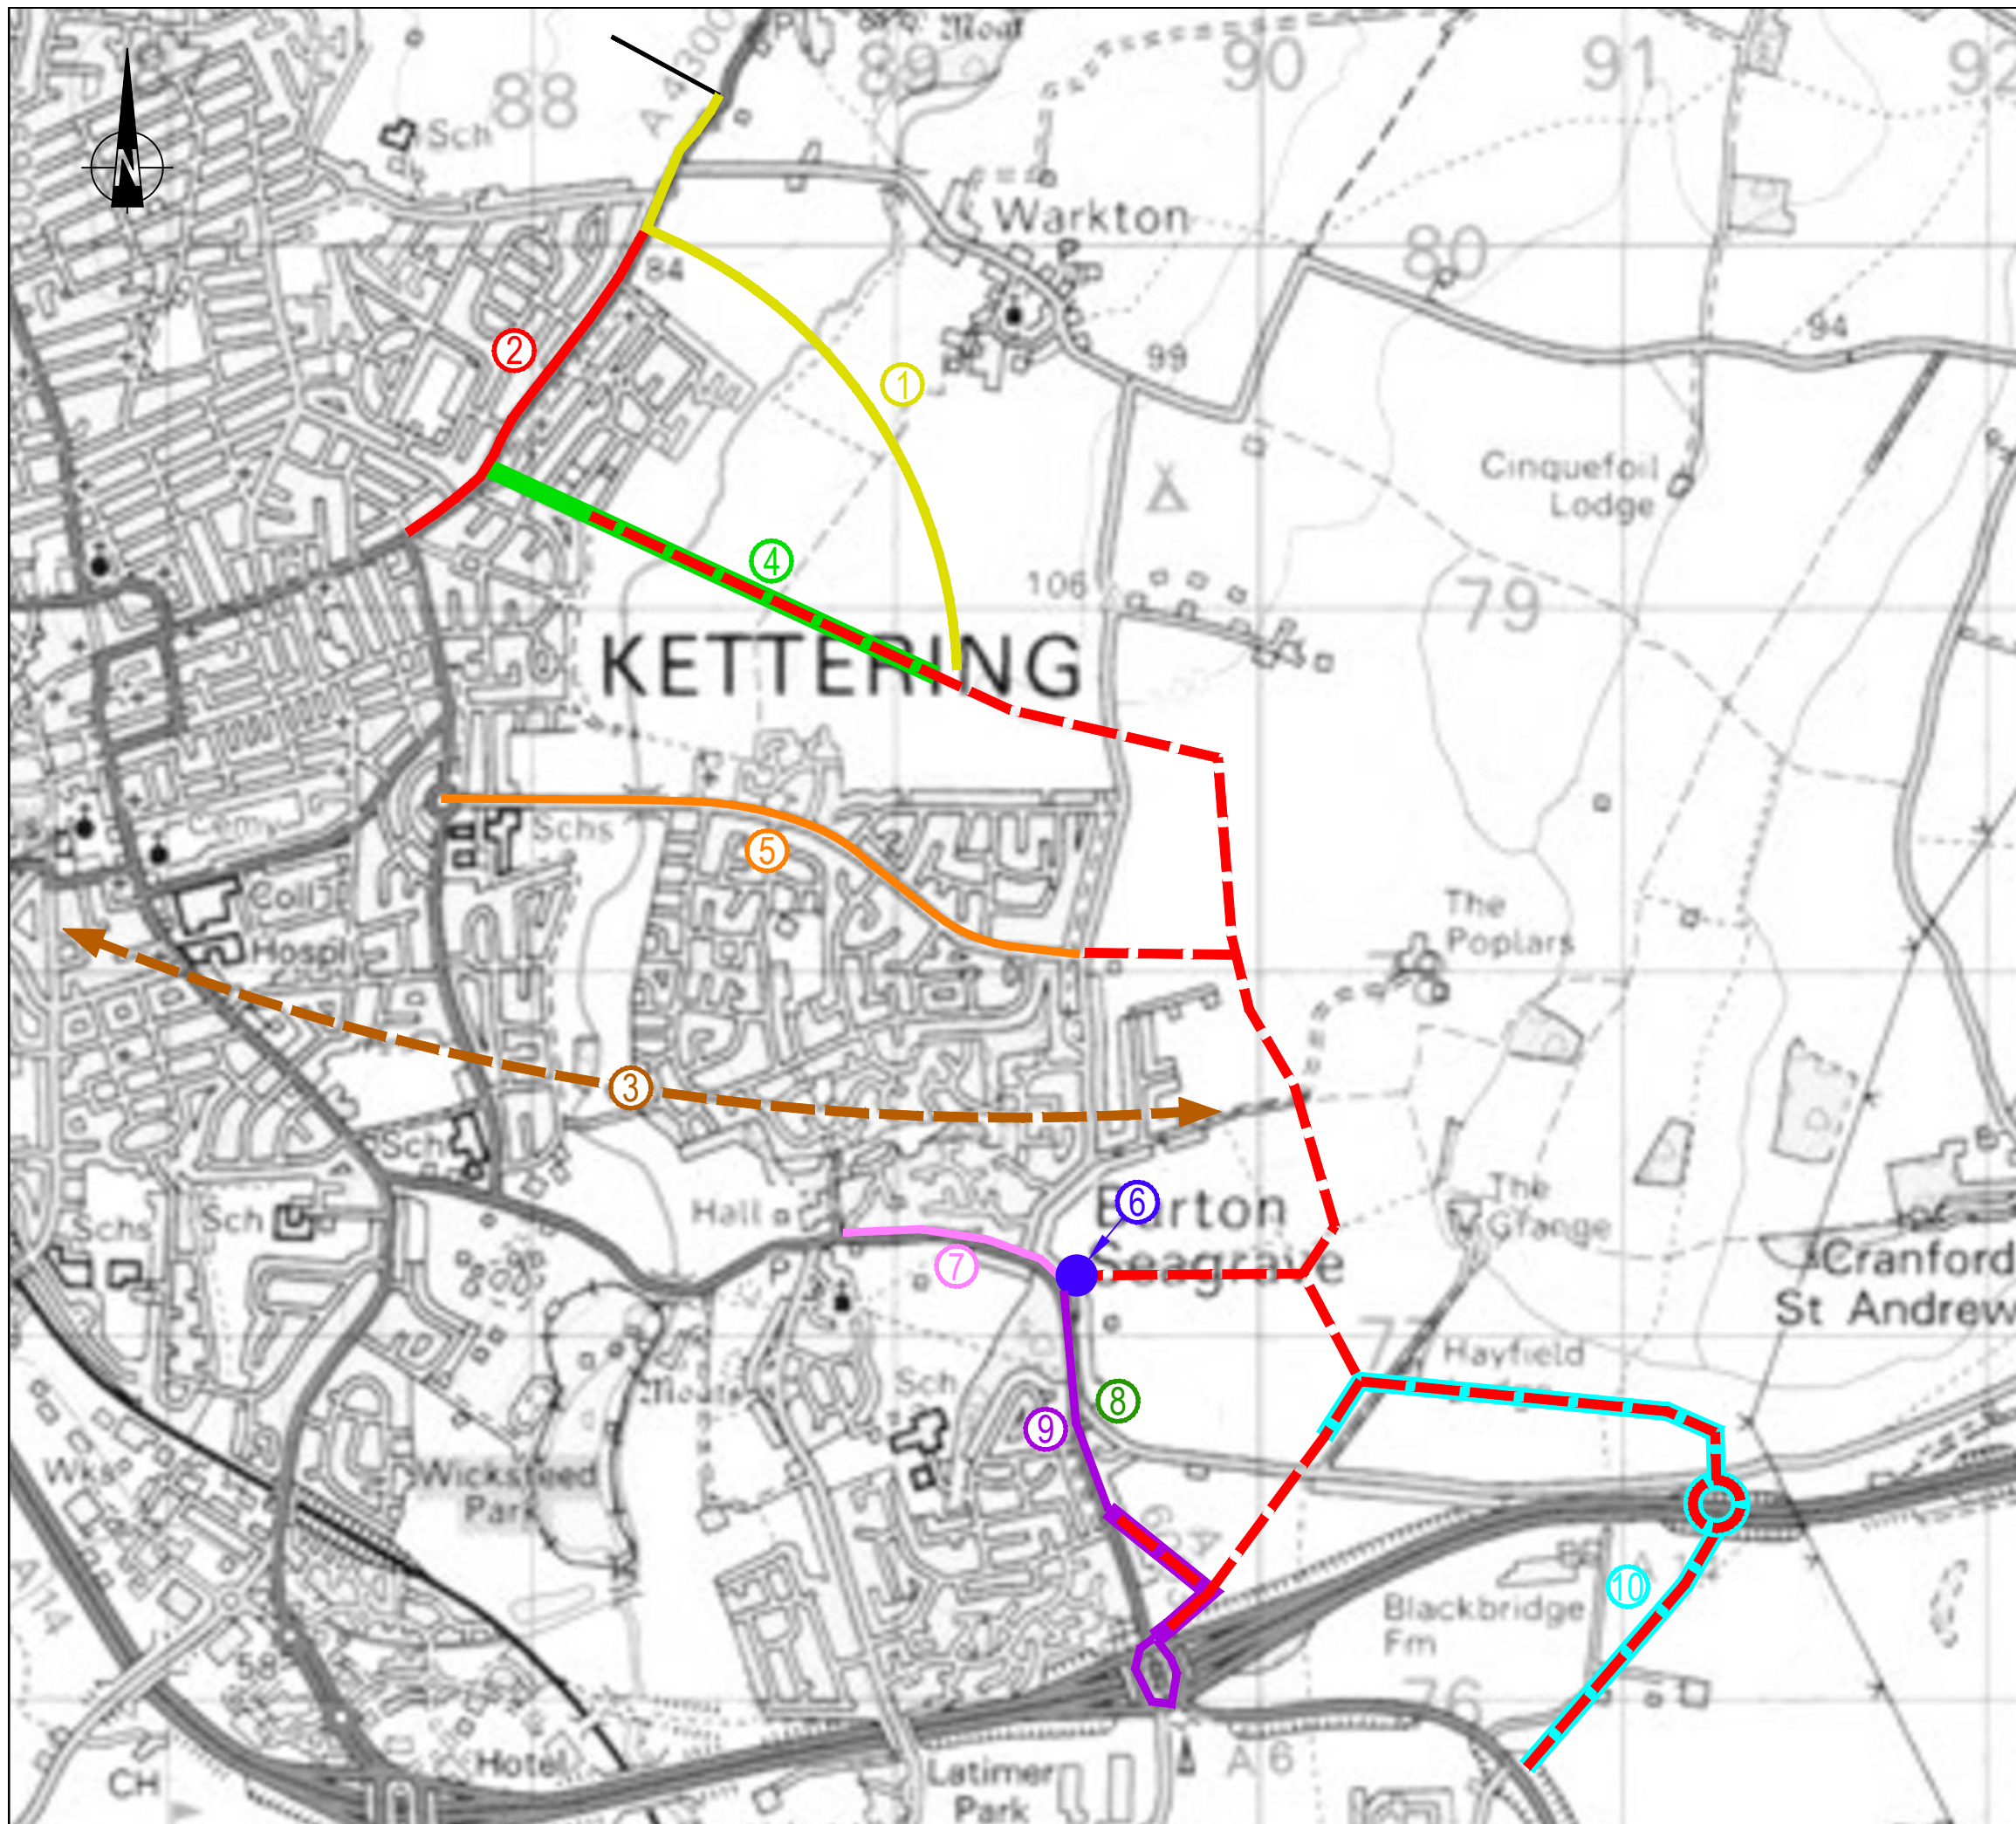 A 4300
88
89
90
91
92
N
Sch
Warkton
84
80
2
99
94
1
Cinquefoil
Lodge
4
106
79
KETTERING
Cemy
Schs
5
Coll
Hospl
The
Poplars
3
Sch
Hall
6
Barton
Seagrave
The
Grange
Schs
Sch
7
P
Cranford
St Andrew
77
Hayfield
Moats
Sch
8
9
Wks
Wicksteed
Park
A14
10
Blackbridge
Fm
58
76
Hotel
CH
Latimer
Park
A 6